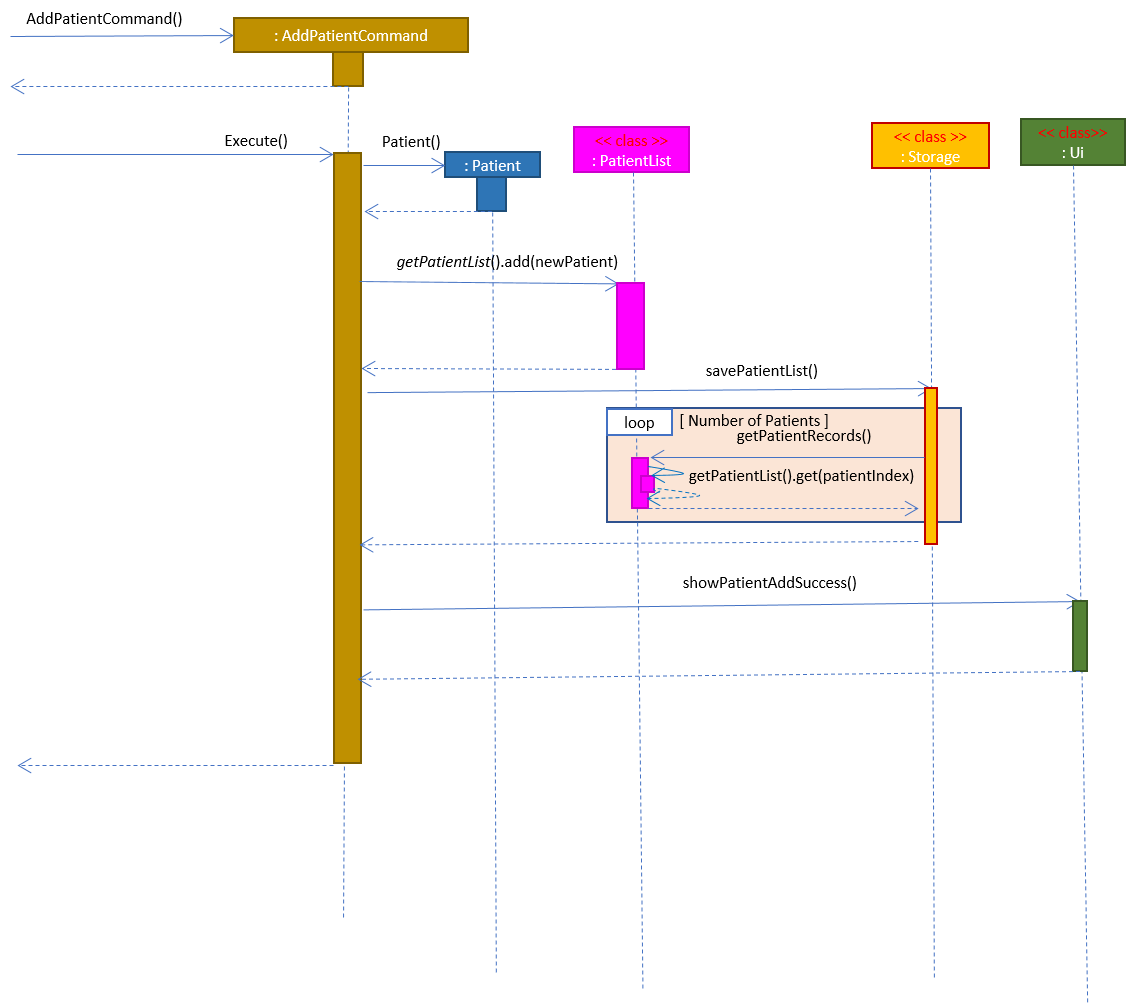 AddPatientCommand()
: AddPatientCommand
Execute()
Patient()
: Patient
<< class >>
: PatientList
<< class >>
: Storage
<< class>>
: Ui
getPatientList().add(newPatient)
savePatientList()
loop
[ Number of Patients ]
getPatientRecords()
getPatientList().get(patientIndex)
showPatientAddSuccess()